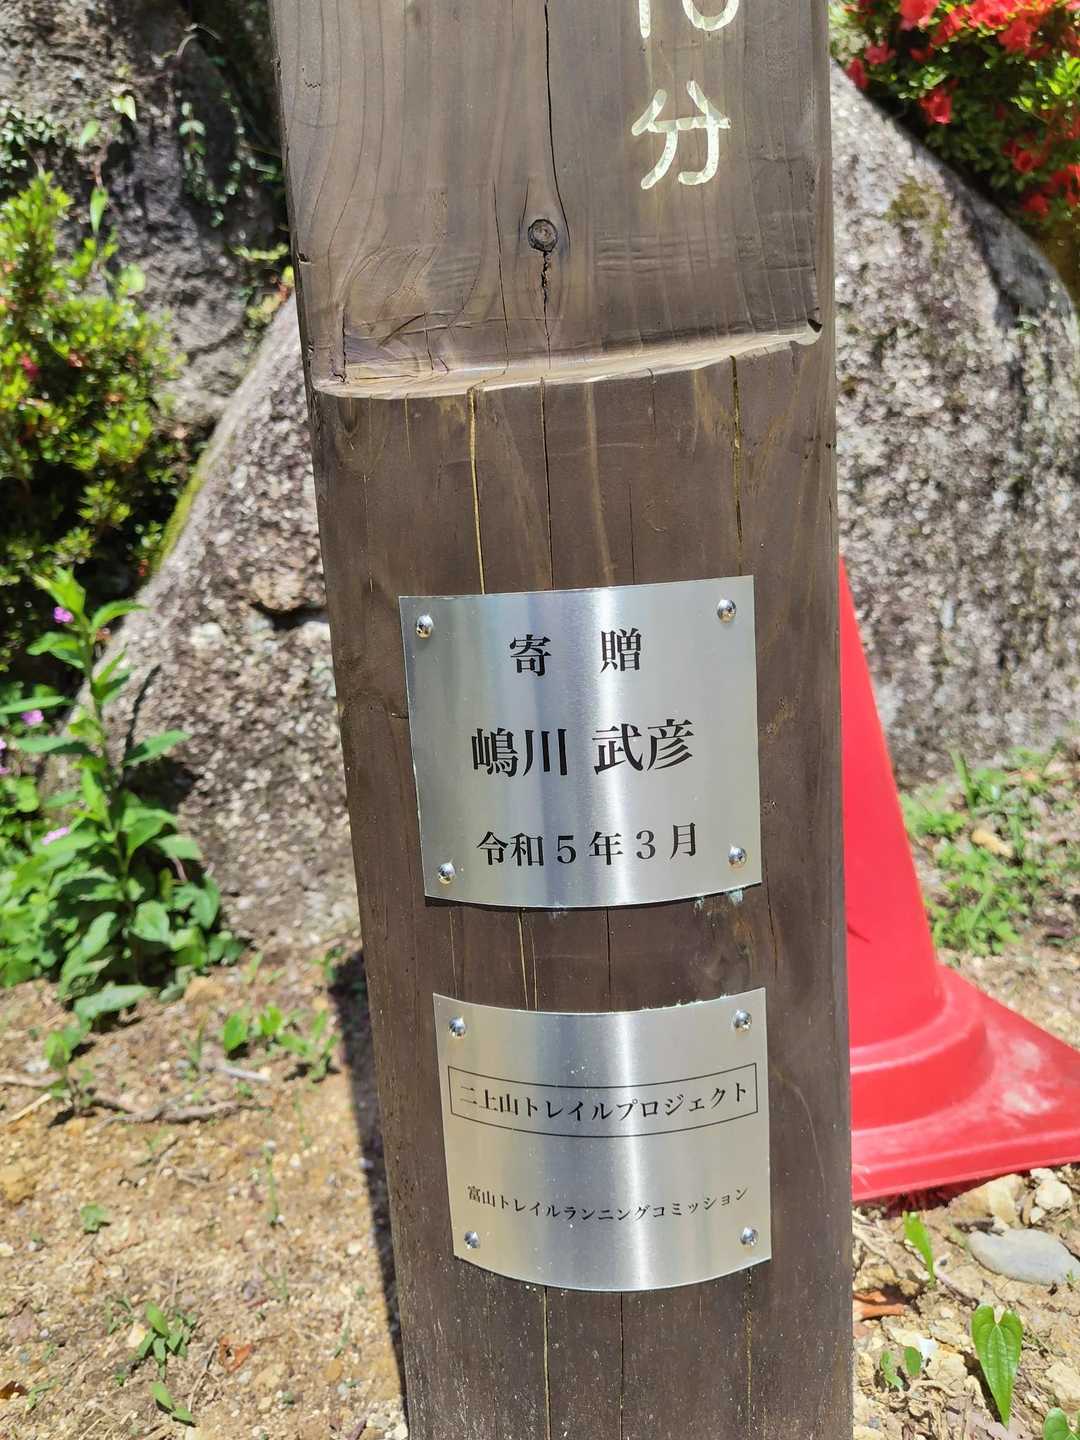 分
寄 贈
嶋川 武彦
令和5年3月
二上山トレイルプロジェクト
富山トレイルランニングコミッション